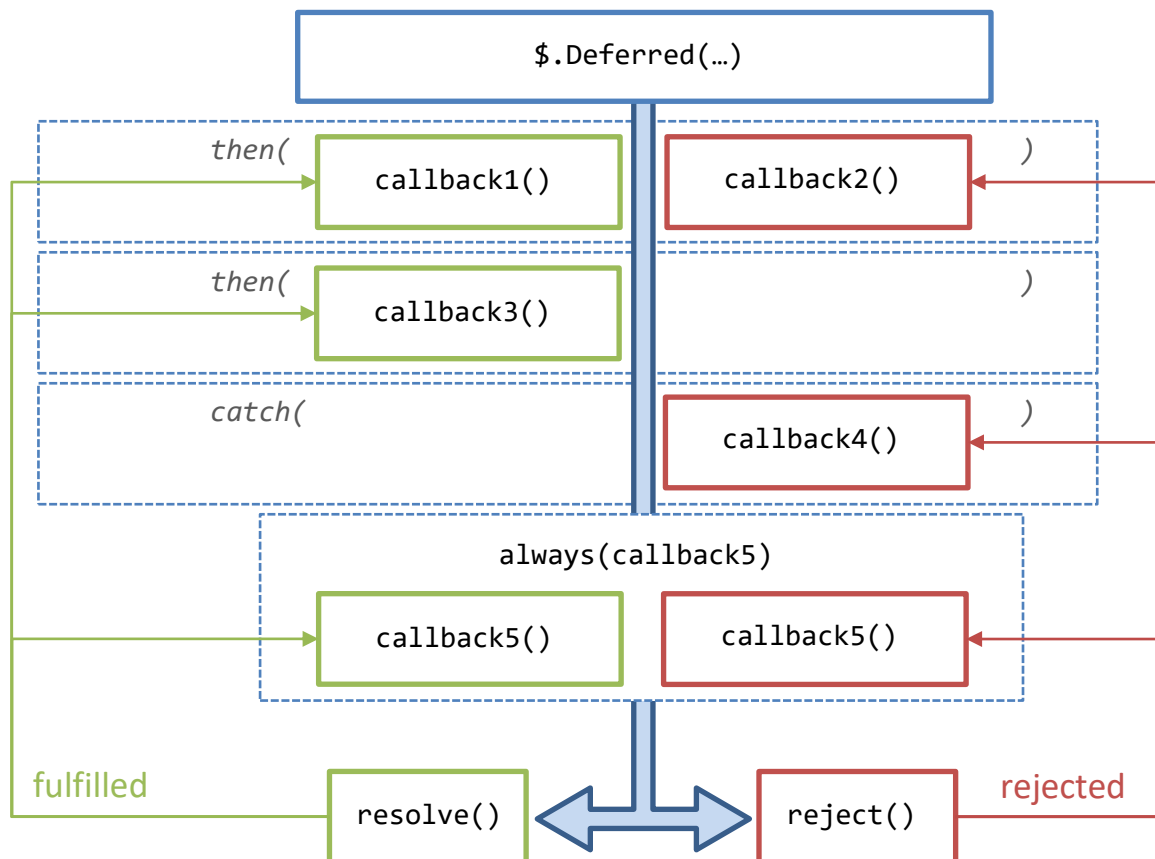 $.Deferred(…)
then( callback1() callback2() )
then( callback3() )
catch( callback4() )
always(callback5)
callback5() callback5()
fulfilled resolve() reject() rejected